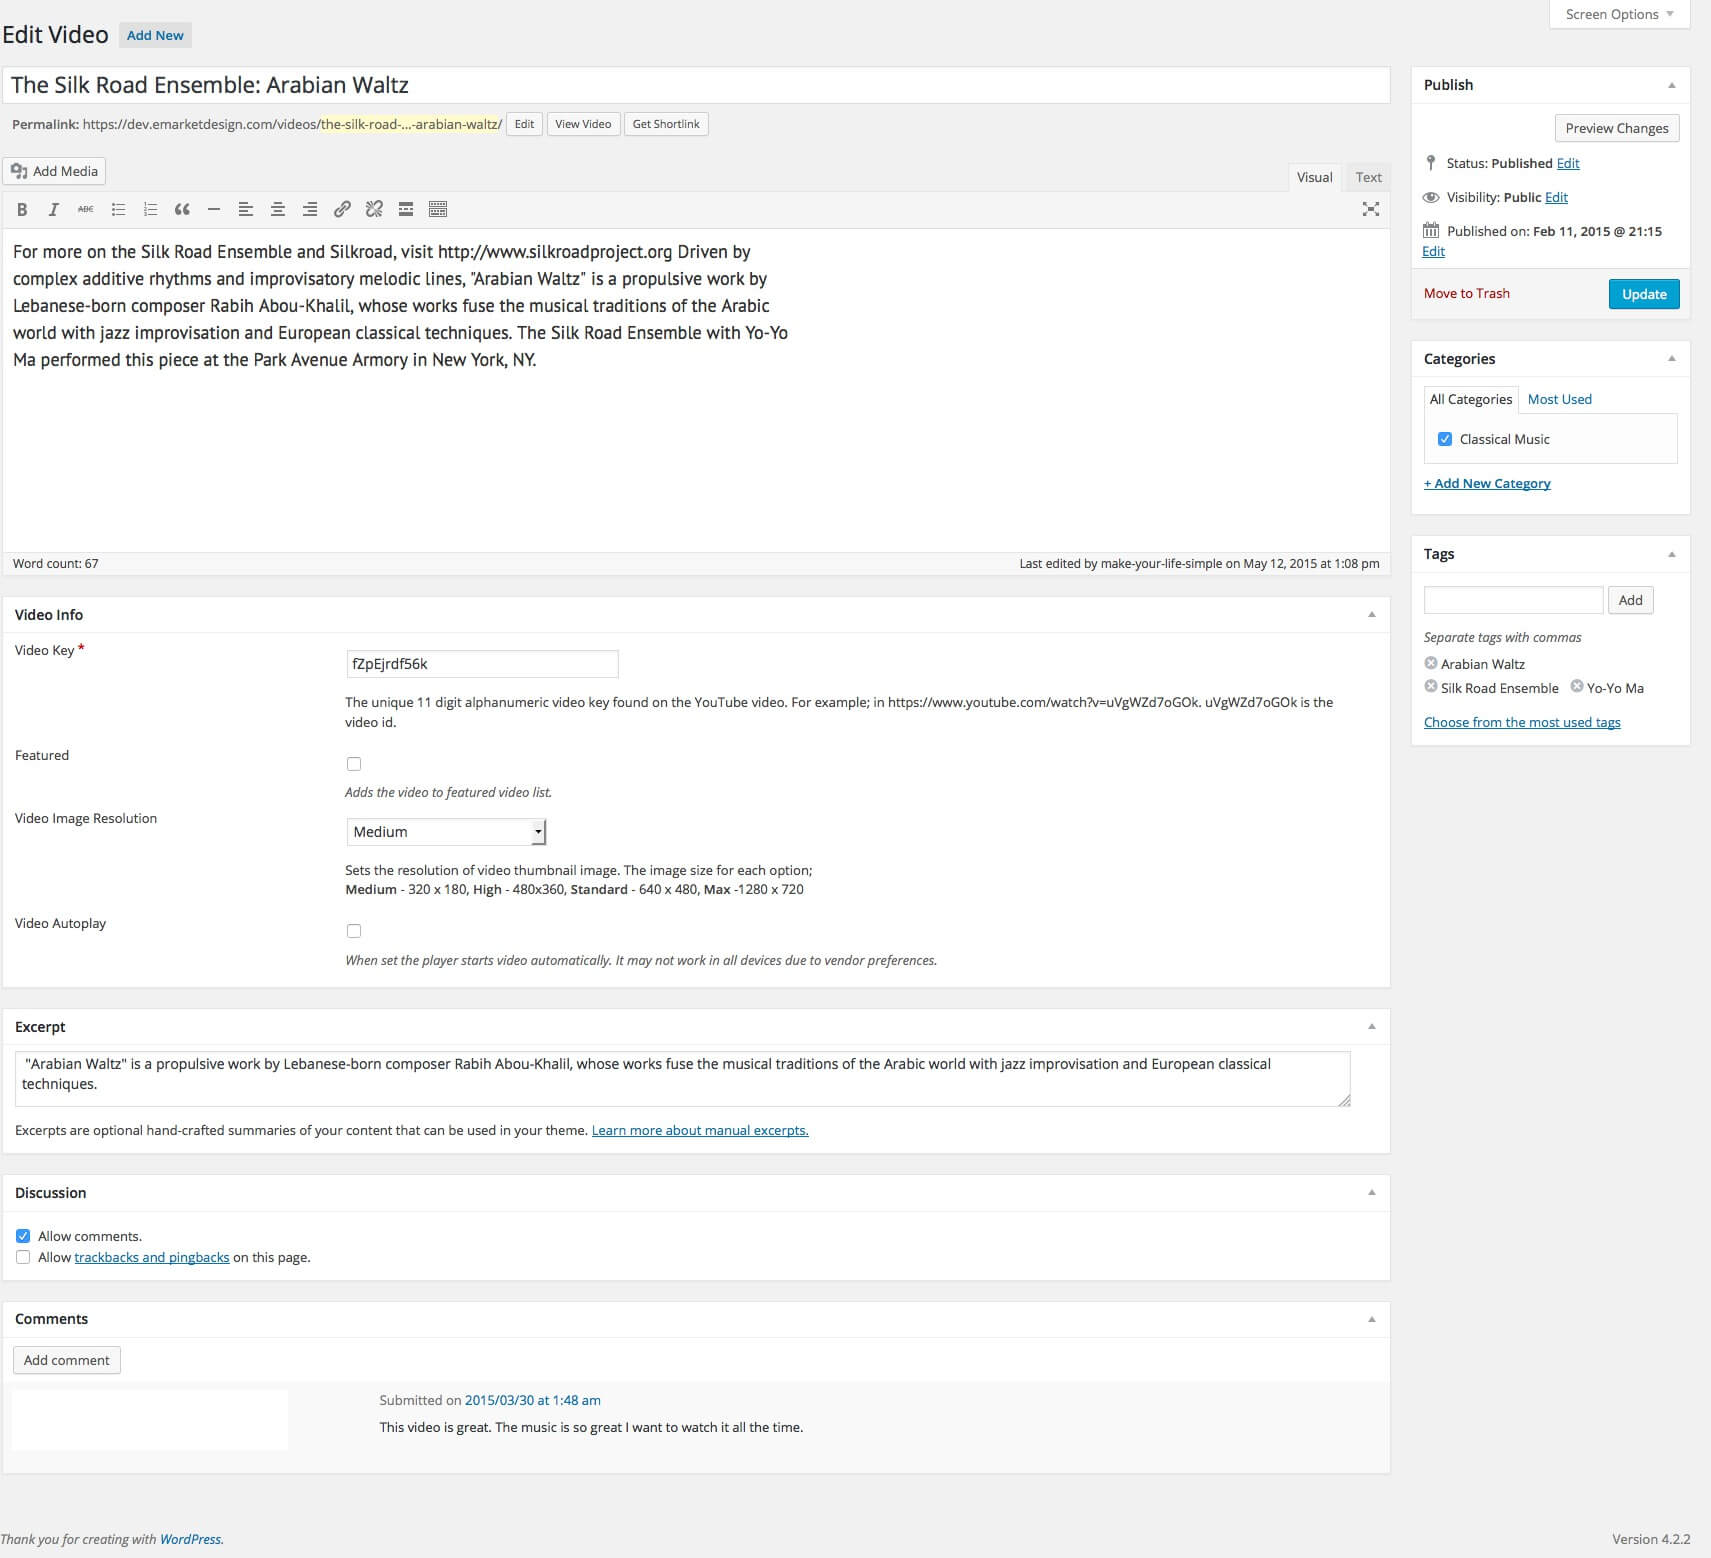 Screen Options
Edit Video Add New
The Silk Road Ensemble: Arabian Waltz
Permalink: https://dev.emarketdesign.com/videos/the-silk-road-...-arabian-waltz/ Edit View Video Get Shortlink
Add Media
Visual Text
B I ABC
For more on the Silk Road Ensemble and Silkroad, visit http://www.silkroadproject.org Driven by
complex additive rhythms and improvisatory melodic lines, "Arabian Waltz" is a propulsive work by
Lebanese-born composer Rabih Abou-Khalil, whose works fuse the musical traditions of the Arabic
world with jazz improvisation and European classical techniques. The Silk Road Ensemble with Yo-Yo
Ma performed this piece at the Park Avenue Armory in New York, NY.
Word count: 67
Last edited by make-your-life-simple on May 12, 2015 at 1:08 pm
Video Info
Video Key *
fZpEjrdf56k
The unique 11 digit alphanumeric video key found on the YouTube video. For example; in https://www.youtube.com/watch?v=uVgWZd7oGOk. uVgWZd7oGOk is the
video id.
Featured
Adds the video to featured video list.
Video Image Resolution
Medium
Sets the resolution of video thumbnail image. The image size for each option;
Medium - 320 x 180, High - 480x360, Standard - 640 x 480, Max -1280 x 720
Video Autoplay
When set the player starts video automatically. It may not work in all devices due to vendor preferences.
Excerpt
"Arabian Waltz" is a propulsive work by Lebanese-born composer Rabih Abou-Khalil, whose works fuse the musical traditions of the Arabic world with jazz improvisation and European classical
techniques.
Excerpts are optional hand-crafted summaries of your content that can be used in your theme. Learn more about manual excerpts.
Discussion
Allow comments.
Allow trackbacks and pingbacks on this page.
Comments
Add comment
Submitted on 2015/03/30 at 1:48 am
This video is great. The music is so great I want to watch it all the time.
Publish
Preview Changes
Status: Published Edit
Visibility: Public Edit
Published on: Feb 11, 2015 @ 21:15
Edit
Move to Trash
Update
Categories
All Categories Most Used
Classical Music
+ Add New Category
Tags
Add
Separate tags with commas
Arabian Waltz
Silk Road Ensemble Yo-Yo Ma
Choose from the most used tags
Thank you for creating with WordPress.
Version 4.2.2